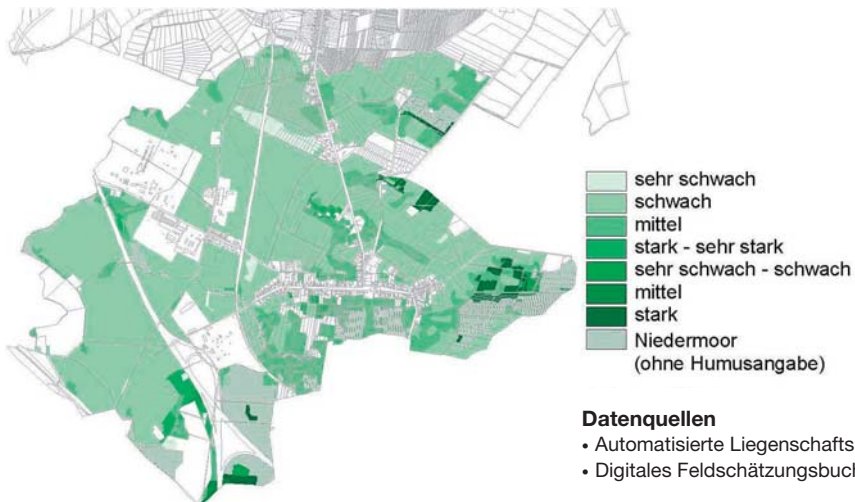 sehr schwach
schwach
mittel
stark - sehr stark
sehr schwach - schwach
mittel
stark
Niedermoor
(ohne Humusangabe)
Datenquellen
• Automatisierte Liegenschafts
• Digitales Feldschätzungsbuch